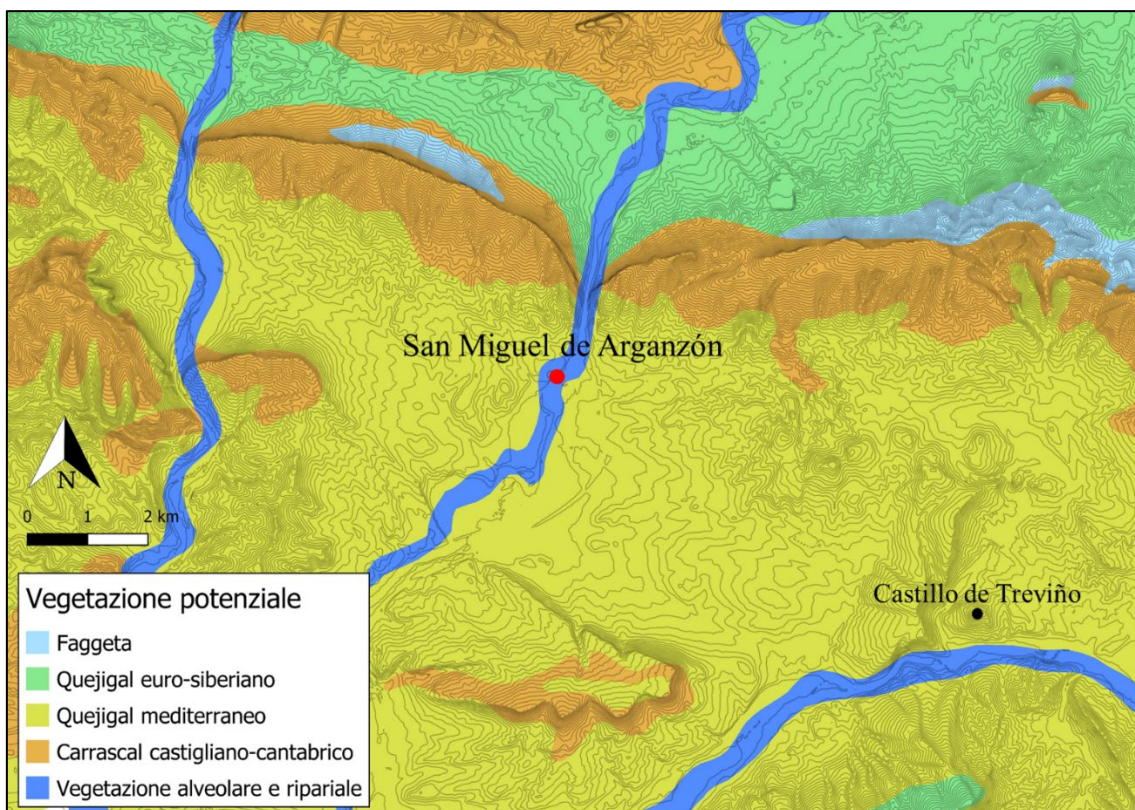 San Miguel de Arganzón
N
0 1 2 km
Castillo de Treviño
Vegetazione potenziale
Faggeta
Quejigal euro-siberiano
Quejigal mediterraneo
Carrascal castigliano-cantabrico
Vegetazione alveolare e ripariale